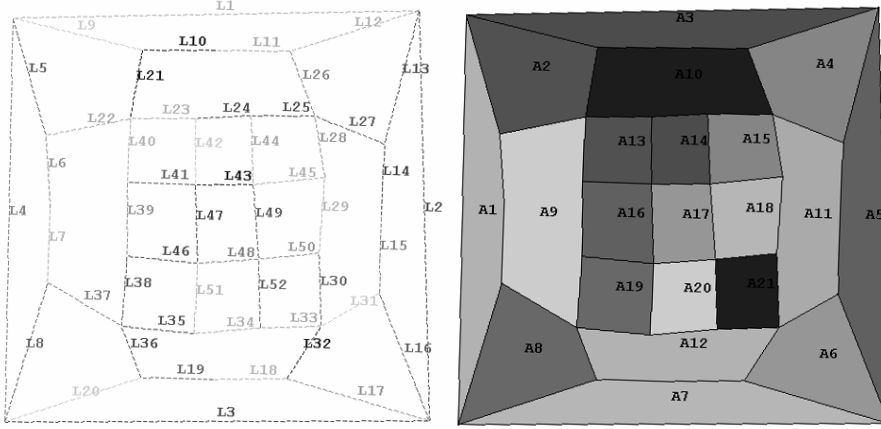 L1
L9 L12
L10 L11
L5 L13
L21 L26
L22 L23 L24 L25 L27
L40 L42 L44 L28
L6 L14
L41 L43 L45
L4 L39 L47 L49 L29 L2
L7 L46 L48 L50 L15
L37 L38 L51 L52 L30 L31
L35 L34 L33
L8 L36 L32 L16
L20 L19 L18 L17
L3
A3
A2 A10 A4
A13 A14 A15
A1 A9 A16 A17 A18 A11 A5
A19 A20 A21
A8 A12 A6
A7